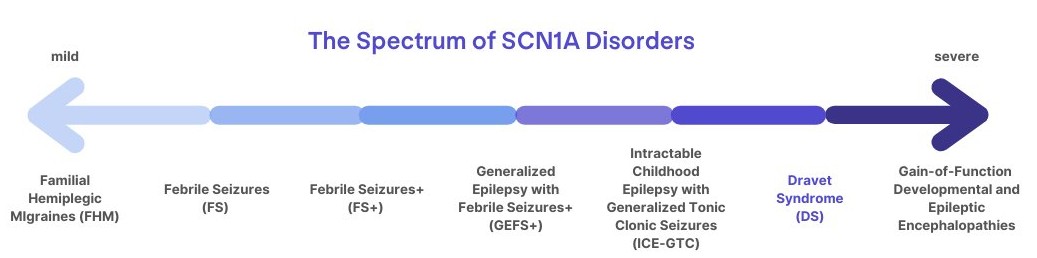 The Spectrum of SCN1A Disorders
mild
severe
Familial
Hemiplegic
MIgraines (FHM)
Febrile Seizures
(FS)
Febrile Seizures+
(FS+)
Generalized
Epilepsy with
Febrile Seizures+
(GEFS+)
Intractable
Childhood
Epilepsy with
Generalized Tonic
Clonic Seizures
(ICE-GTC)
Dravet
Syndrome
(DS)
Gain-of-Function
Developmental and
Epileptic
Encephalopathies